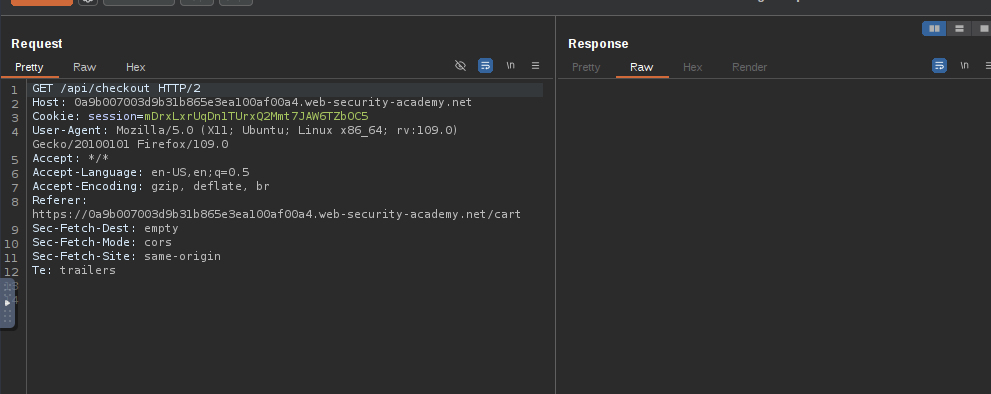 Request
Response
Pretty Raw Hex
\n
Pretty Raw Hex Render
\n
1 GET /api/checkout HTTP/2
2 Host: 0a9b007003d9b31b865e3ea100af00a4.web-security-academy.net
3 Cookie: session=mDrxLxrUqDn1TUrxQ2Mmt7JAW6TZbOC5
4 User-Agent: Mozilla/5.0 (X11; Ubuntu; Linux x86_64; rv:109.0)
Gecko/20100101 Firefox/109.0
5 Accept: */*
6 Accept-Language: en-US,en;q=0.5
7 Accept-Encoding: gzip, deflate, br
8 Referer:
https://0a9b007003d9b31b865e3ea100af00a4.web-security-academy.net/cart
9 Sec-Fetch-Dest: empty
10 Sec-Fetch-Mode: cors
11 Sec-Fetch-Site: same-origin
12 Te: trailers